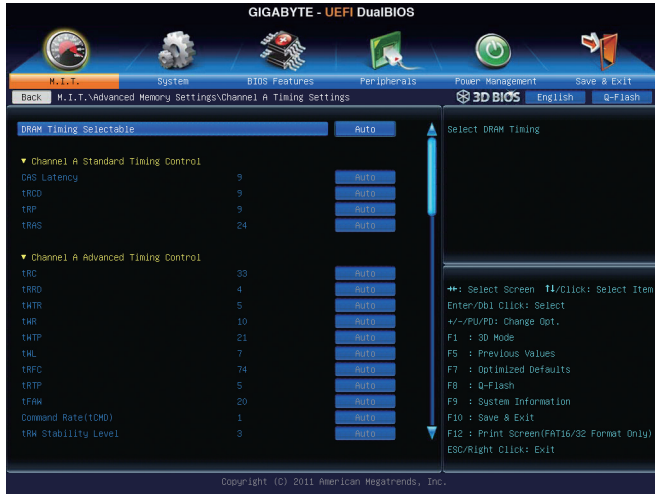 GIGABYTE - UEFI DualBIOS
M.I.T. System BIOS Features Peripherals Power Management Save & Exit
Back M.I.T.\Advanced Memory Settings\Channel A Timing Settings 3D BIOS English Q-Flash
DRAM Timing Selectable Auto Select DRAM Timing
▼ Channel A Standard Timing Control
CAS Latency 9 Auto
tRCD 9 Auto
tRP 9 Auto
tRAS 24 Auto
▼ Channel A Advanced Timing Control
tRC 33 Auto
tRRD 4 Auto
tWTR 5 Auto
tWR 10 Auto
tWTP 21 Auto
tWL 7 Auto
tRFC 74 Auto
tRTP 5 Auto
tFAW 20 Auto
Command Rate(tCMD) 1 Auto
tRW Stability Level 3 Auto
→←: Select Screen ↑↓/Click: Select Item
Enter/Dbl Click: Select
+/-/PU/PD: Change Opt.
F1 : 3D Mode
F5 : Previous Values
F7 : Optimized Defaults
F8 : Q-Flash
F9 : System Information
F10 : Save & Exit
F12 : Print Screen(FAT16/32 Format Only)
ESC/Right Click: Exit
Copyright (C) 2011 American Megatrends, Inc.